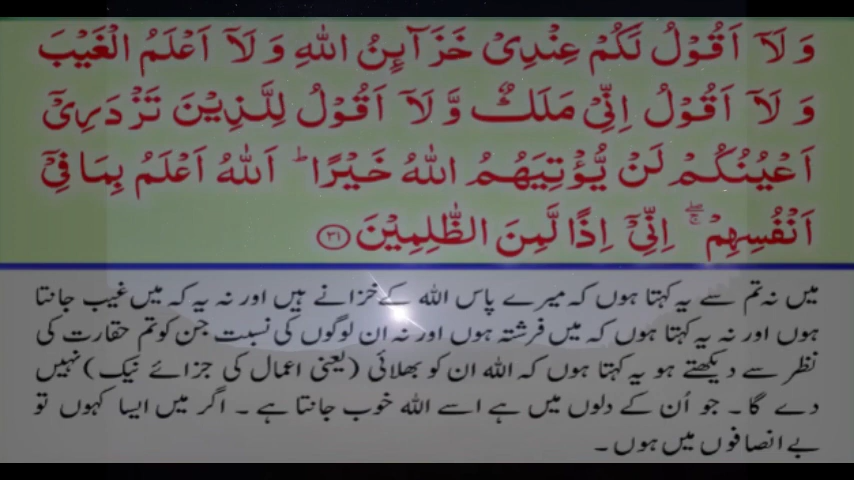 وَ لَاۤ اَقُوْلُ لَكُمْ عِنْدِیْ خَزَآىِٕنُ اللّٰهِ وَ لَاۤ اَعْلَمُ الْغَیْبَ
وَ لَاۤ اَقُوْلُ اِنِّیْ مَلَكٌ وَّ لَاۤ اَقُوْلُ لِلَّذِیْنَ تَزْدَرِیْۤ
اَعْیُنُكُمْ لَنْ یُّؤْتِیَهُمُ اللّٰهُ خَیْرًاؕ اَللّٰهُ اَعْلَمُ بِمَا فِیْۤ
اَنْفُسِهِمْ ۚۖ اِنِّیْۤ اِذًا لَّمِنَ الظّٰلِمِیْنَ ﴿۳۱﴾
میں نہ تم سے یہ کہتا ہوں کہ میرے پاس اللہ کے خزانے ہیں اور نہ یہ کہ میں غیب جانتا
ہوں اور نہ یہ کہتا ہوں کہ میں فرشتہ ہوں اور نہ ان لوگوں کی نسبت جن کو تم حقارت کی
نظر سے دیکھتے ہو یہ کہتا ہوں کہ اللہ ان کو بھلائی (یعنی اعمال کی جزائے نیک) نہیں
دے گا۔ جو اُن کے دلوں میں ہے اسے اللہ خوب جانتا ہے۔ اگر میں ایسا کہوں تو
بے انصافوں میں ہوں۔